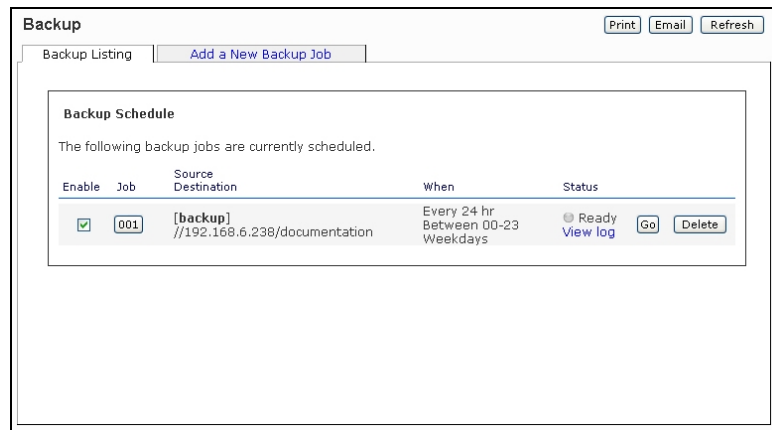 Backup
Print Email Refresh
Backup Listing Add a New Backup Job
Backup Schedule
The following backup jobs are currently scheduled.
Source
Enable Job Destination When Status
Every 24 hr
[backup] Ready
001 Between 00-23 Go Delete
//192.168.6.238/documentation View log
Weekdays